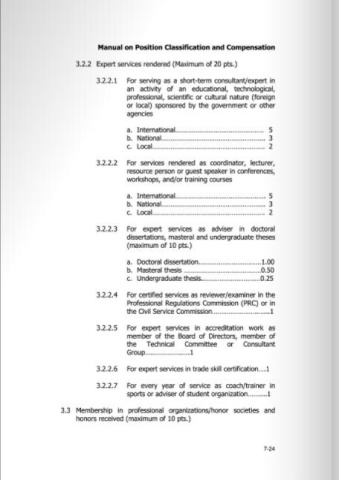 Manual on Position Classification and Compensation
3.2.2 Expert services rendered (Maximum of 20 pts.)
3.2.2.1 For serving as a short-term consultant/expert in
an activity of an educational, technological,
professional, scientific or cultural nature (foreign
or local) sponsored by the government or other
agencies
a. International................................................ 5
b. National....................................................... 3
c. Local............................................................ 2
3.2.2.2 For services rendered as coordinator, lecturer,
resource person or guest speaker in conferences,
workshops, and/or training courses
a. International................................................. 5
b. National....................................................... 3
c. Local............................................................ 2
3.2.2.3 For expert services as adviser in doctoral
dissertations, masteral and undergraduate theses
(maximum of 10 pts.)
a. Doctoral dissertation................................1.00
b. Masteral thesis ........................................0.50
c. Undergraduate thesis...............................0.25
3.2.2.4 For certified services as reviewer/examiner in the
Professional Regulations Commission (PRC) or in
the Civil Service Commission..............................1
3.2.2.5 For expert services in accreditation work as
member of the Board of Directors, member of
the Technical Committee or Consultant
Group.......................1
3.2.2.6 For expert services in trade skill certification....1
3.2.2.7 For every year of service as coach/trainer in
sports or adviser of student organization..........1
3.3 Membership in professional organizations/honor societies and
honors received (maximum of 10 pts.)
7-24